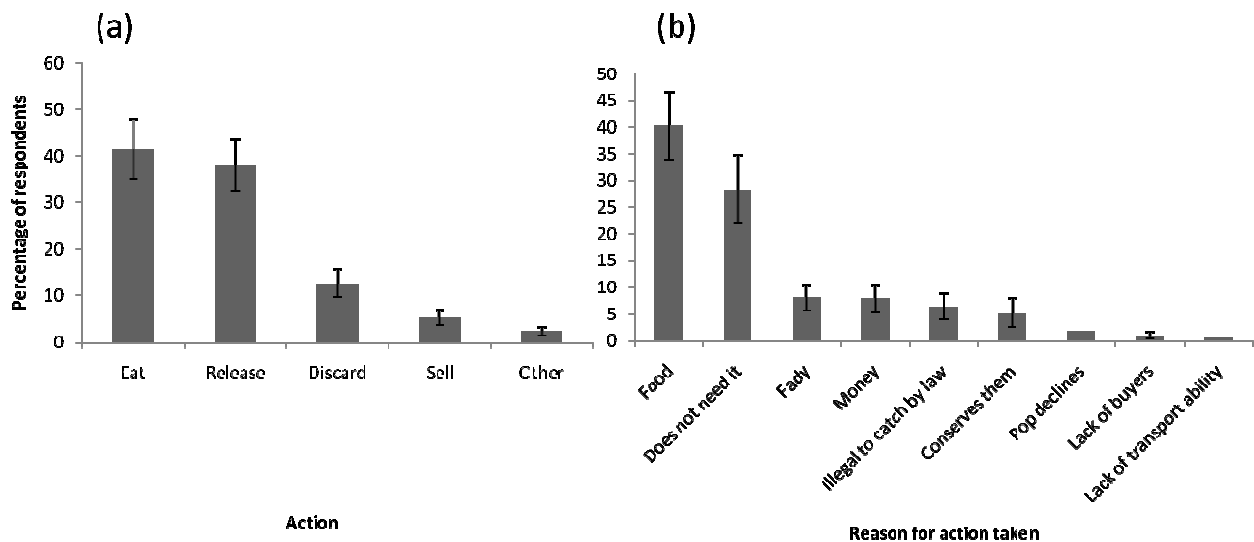 (a)
Percentage of respondents
60
50
40
30
20
10
0
Eat
Release
Discard
Sell
Other
Action
(b)
50
45
40
35
30
25
20
15
10
5
0
Food
Does not need it
Fady
Money
Illegal to catch by law
Conserves them
Pop declines
Lack of buyers
Lack of transport ability
Reason for action taken